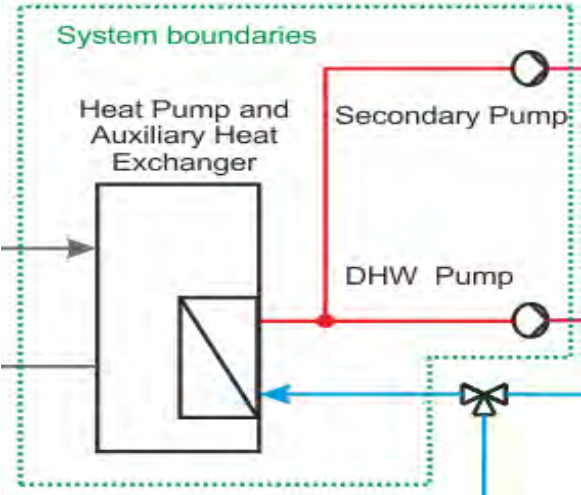 System boundaries
Heat Pump and
Auxiliary Heat
Exchanger
Secondary Pump
DHW Pump